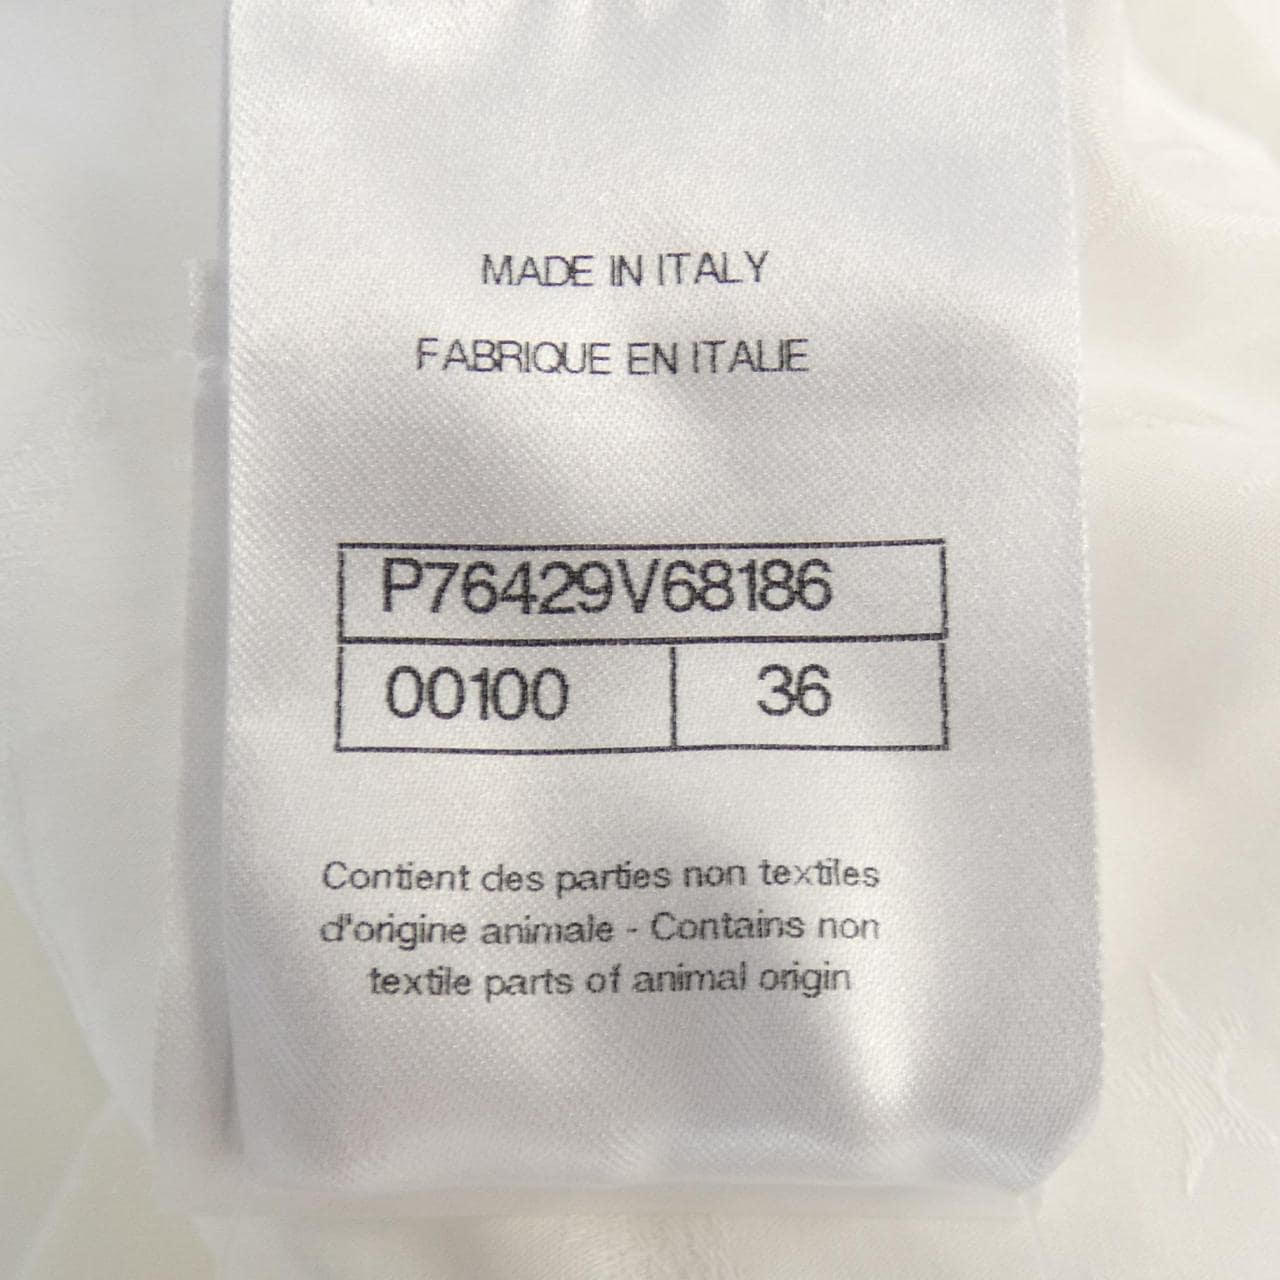 MADE IN ITALY
FABRIQUE EN ITALIE
P76429V68186
00100 36
Contient des parties non textiles
d'origine animale - Contains non
textile parts of animal origin